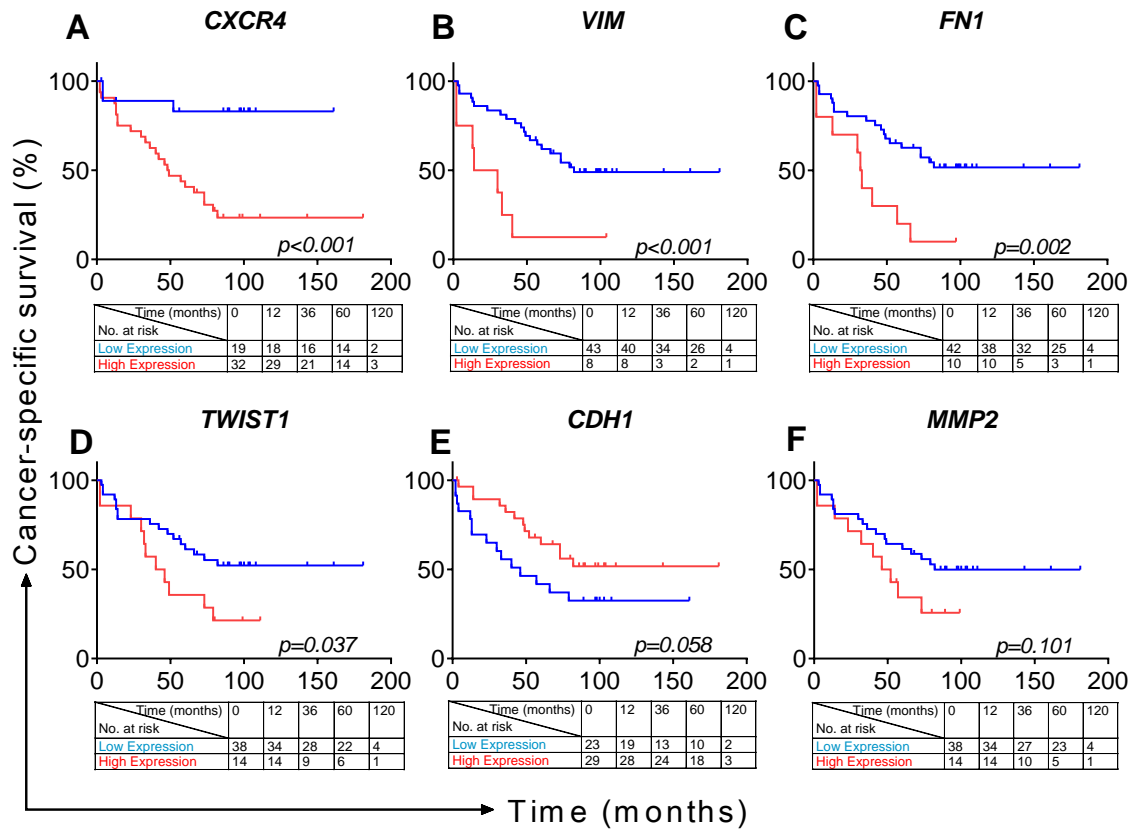 A CXCR4
B VIM
C FN1
Cancer-specific survival (%)
100
50
0
p<0.001
0 50 100 150 200
100
50
0
p<0.001
0 50 100 150 200
100
50
0
p=0.002
0 50 100 150 200
Time (months) 0 12 36 60 120
No. at risk
Low Expression 19 18 16 14 2
High Expression 32 29 21 14 3
Time (months) 0 12 36 60 120
No. at risk
Low Expression 43 40 34 26 4
High Expression 8 8 3 2 1
Time (months) 0 12 36 60 120
No. at risk
Low Expression 42 38 32 25 4
High Expression 10 10 5 3 1
D TWIST1
E CDH1
F MMP2
100
50
0
p=0.037
0 50 100 150 200
100
50
0
p=0.058
0 50 100 150 200
100
50
0
p=0.101
0 50 100 150 200
Time (months) 0 12 36 60 120
No. at risk
Low Expression 38 34 28 22 4
High Expression 14 14 9 6 1
Time (months) 0 12 36 60 120
No. at risk
Low Expression 23 19 13 10 2
High Expression 29 28 24 18 3
Time (months) 0 12 36 60 120
No. at risk
Low Expression 38 34 27 23 4
High Expression 14 14 10 5 1
Time (months)